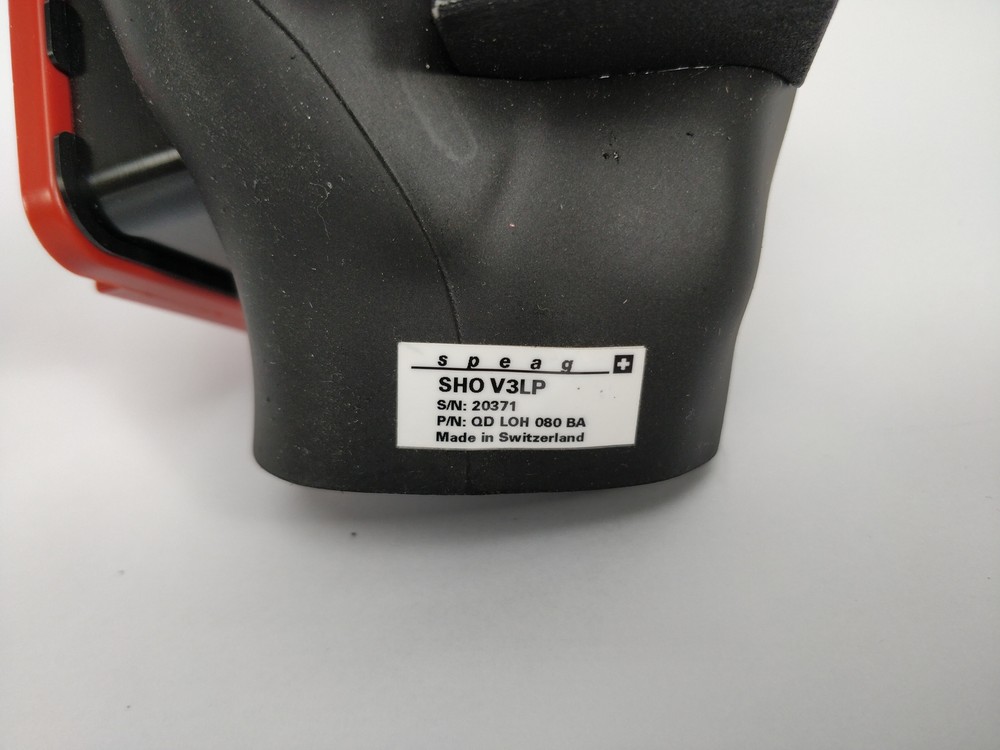 speag
SHO V3LP
S/N: 20371
P/N: QD LOH 080 BA
Made in Switzerland